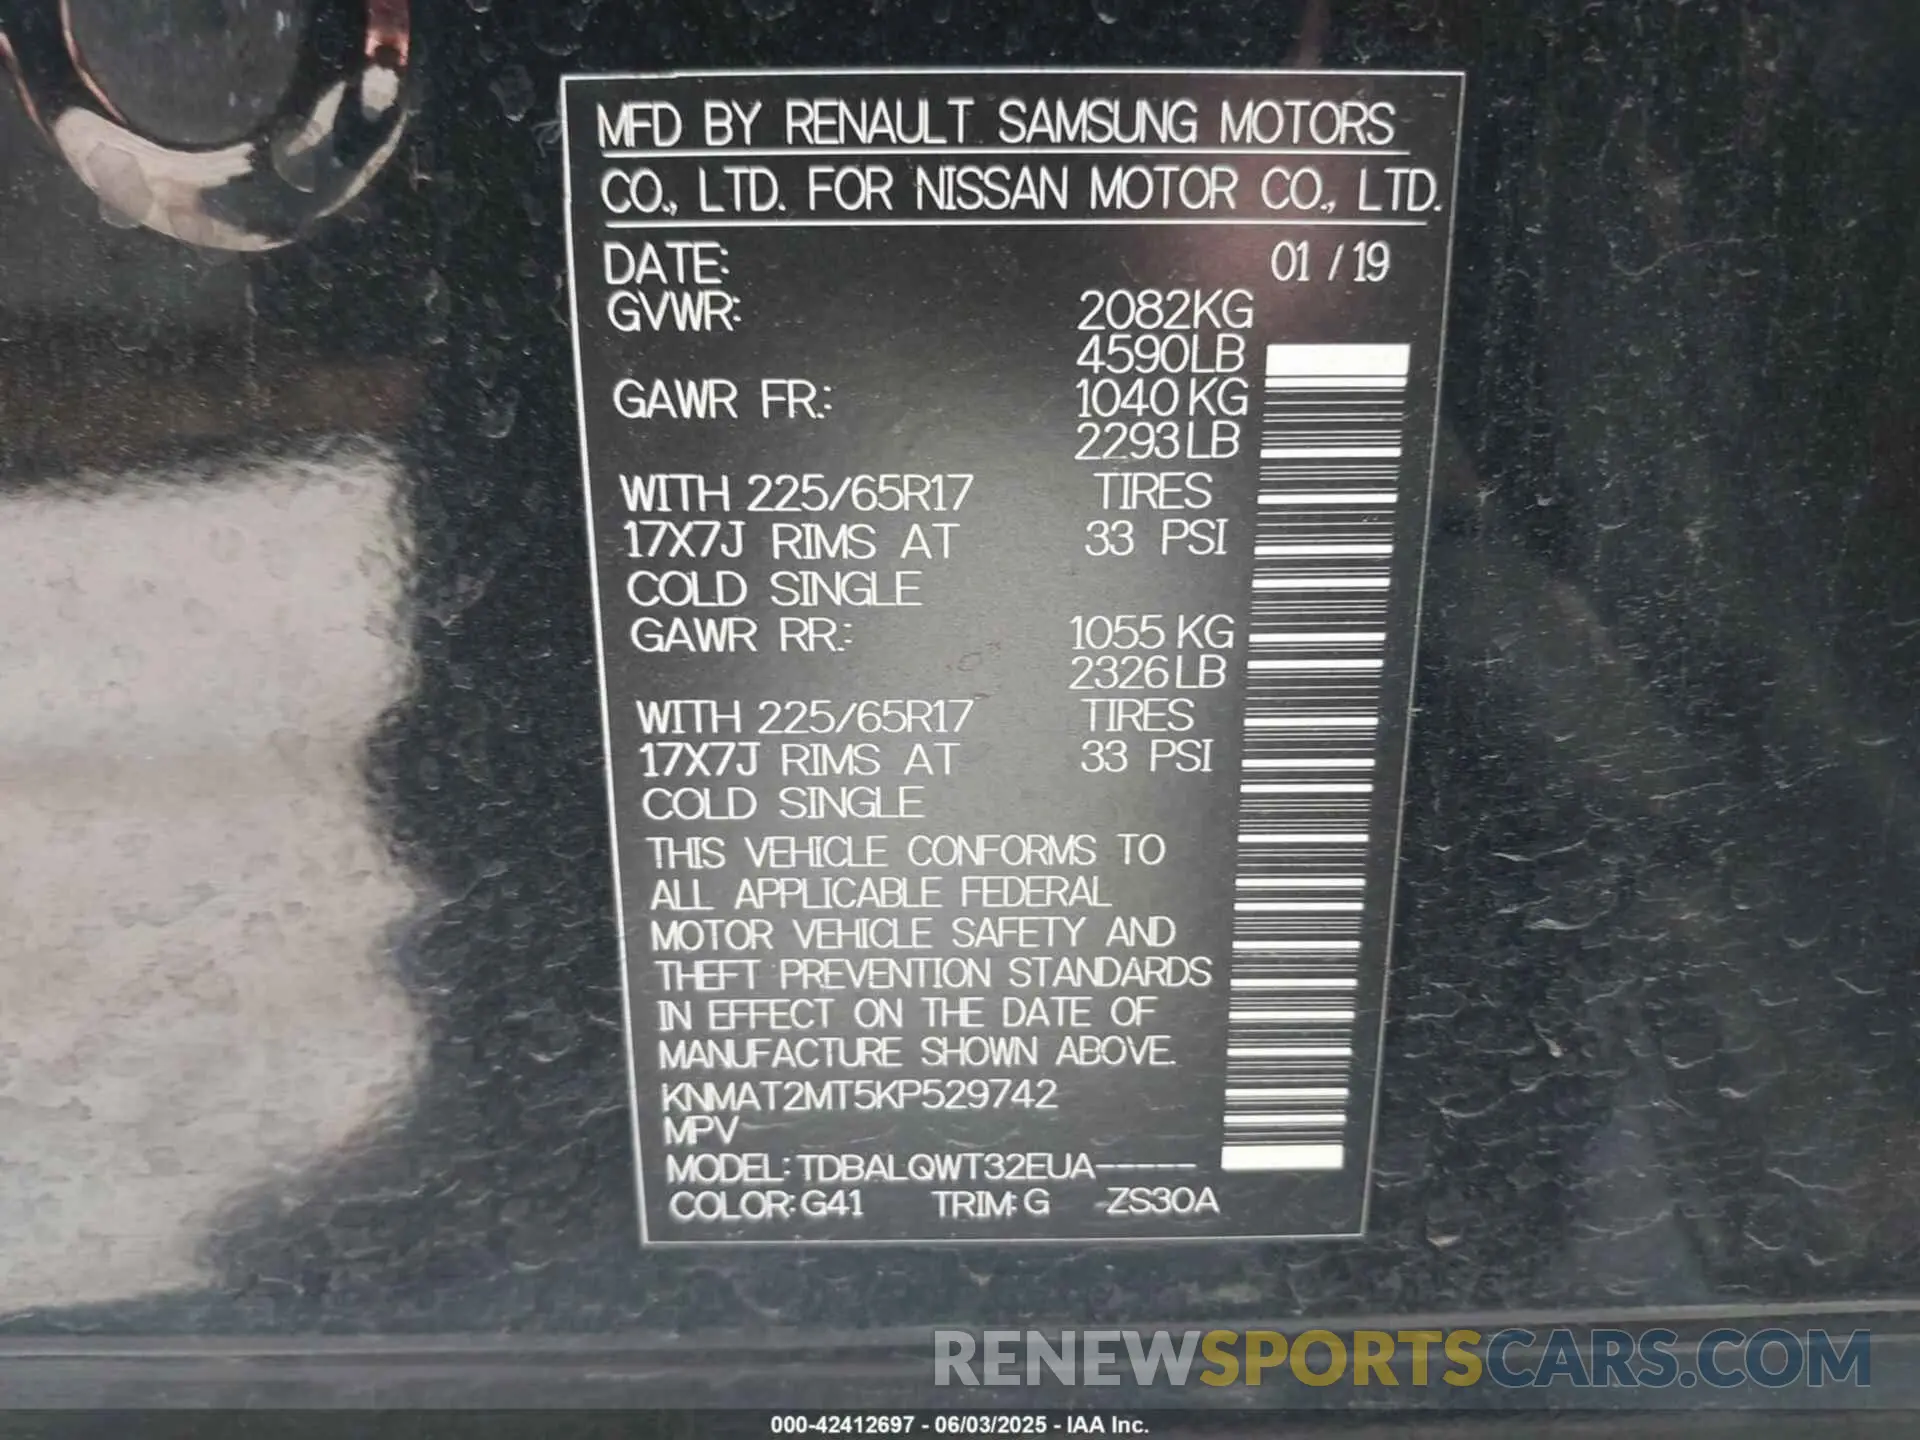 MFD BY RENAULT SAMSUNG MOTORS
CO., LTD. FOR NISSAN MOTOR CO., LTD.
DATE: 01 / 19
GVWR: 2082KG
4590LB
GAWR FR.: 1040 KG
2293LB
WITH 225/65R17 TIRES
17X7J RIMS AT 33 PSI
COLD SINGLE
GAWR RR.: 1055 KG
2326LB
WITH 225/65R17 TIRES
17X7J RIMS AT 33 PSI
COLD SINGLE
THIS VEHICLE CONFORMS TO
ALL APPLICABLE FEDERAL
MOTOR VEHICLE SAFETY AND
THEFT PREVENTION STANDARDS
IN EFFECT ON THE DATE OF
MANUFACTURE SHOWN ABOVE.
KNMAT2MT5KP529742
MPV
MODEL: TDBALQWT32EUA-----
COLOR: G41 TRIM: G -ZS30A
RENEWSPORTSCARS.COM
000-42412697 - 06/03/2025 - IAA Inc.